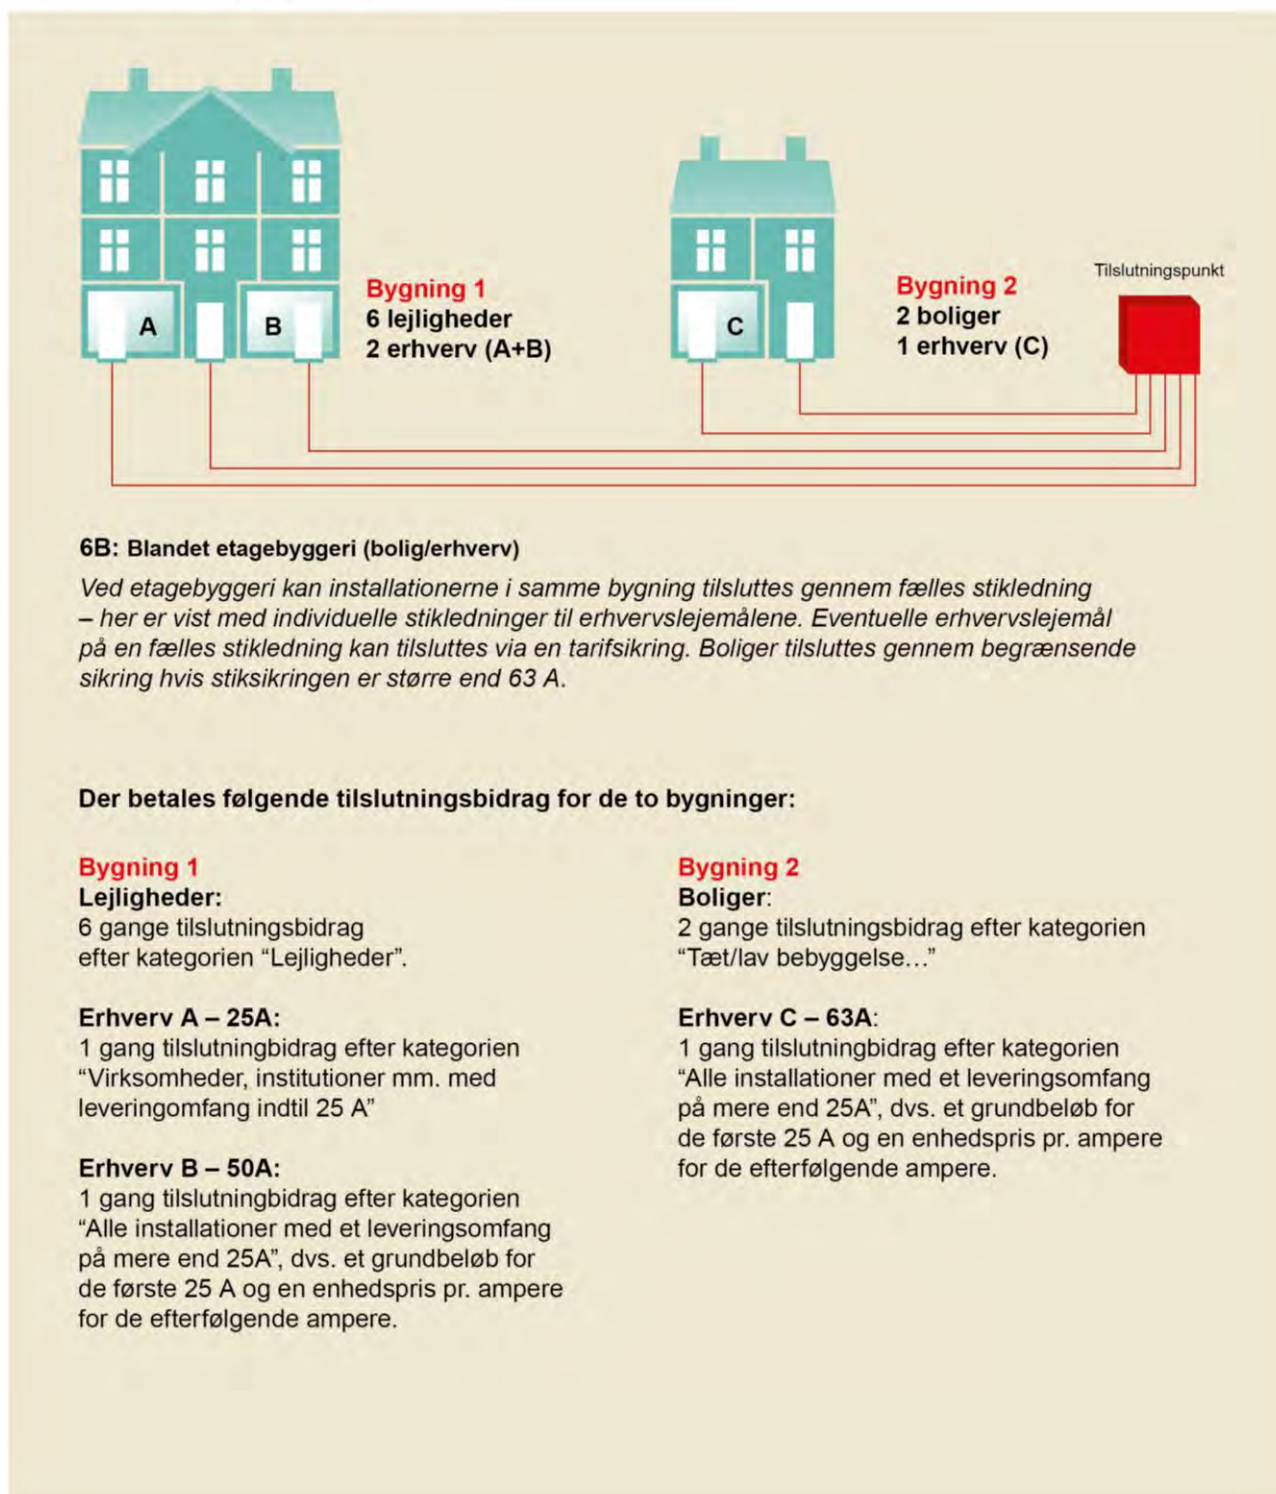 A
B
Bygning 1
6 lejligheder
2 erhverv (A+B)
C
Bygning 2
2 boliger
1 erhverv (C)
Tilslutningspunkt
6B: Blandet etagebyggeri (bolig/erhverv)
Ved etagebyggeri kan installationerne i samme bygning tilsluttes gennem fælles stikledning
– her er vist med individuelle stikledninger til erhvervslejemålene. Eventuelle erhvervslejemål
på en fælles stikledning kan tilsluttes via en tarifsikring. Boliger tilsluttes gennem begrænsende
sikring hvis stiksikringen er større end 63 A.
Der betales følgende tilslutningsbidrag for de to bygninger:
Bygning 1
Lejligheder:
6 gange tilslutningsbidrag
efter kategorien “Lejligheder”.
Erhverv A – 25A:
1 gang tilslutningbidrag efter kategorien
“Virksomheder, institutioner mm. med
leveringomfang indtil 25 A”
Erhverv B – 50A:
1 gang tilslutningbidrag efter kategorien
“Alle installationer med et leveringsomfang
på mere end 25A”, dvs. et grundbeløb for
de første 25 A og en enhedspris pr. ampere
for de efterfølgende ampere.
Bygning 2
Boliger:
2 gange tilslutningsbidrag efter kategorien
“Tæt/lav bebyggelse…”
Erhverv C – 63A:
1 gang tilslutningbidrag efter kategorien
“Alle installationer med et leveringsomfang
på mere end 25A”, dvs. et grundbeløb for
de første 25 A og en enhedspris pr. ampere
for de efterfølgende ampere.